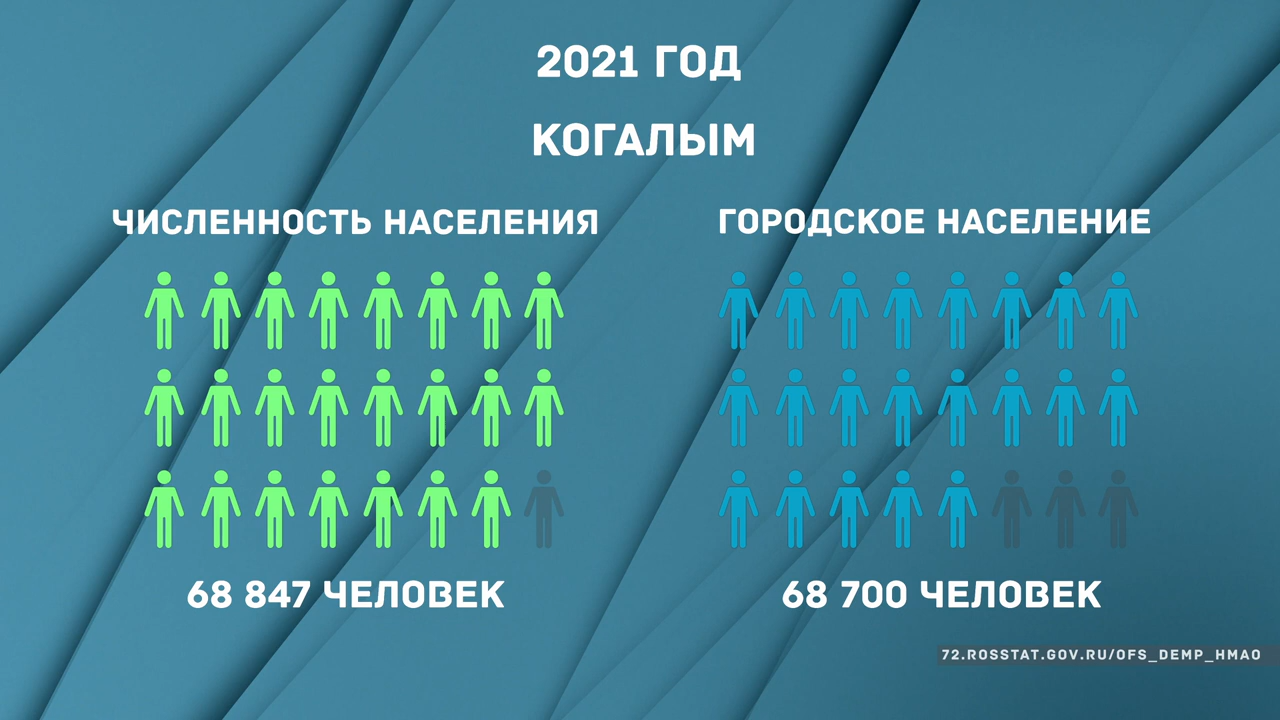 2021 ГОД
КОГАЛЫМ
ЧИСЛЕННОСТЬ НАСЕЛЕНИЯ
ГОРОДСКОЕ НАСЕЛЕНИЕ
68 847 ЧЕЛОВЕК
68 700 ЧЕЛОВЕК
72.ROSSTAT.GOV.RU/OFS_DEMP_HMAO